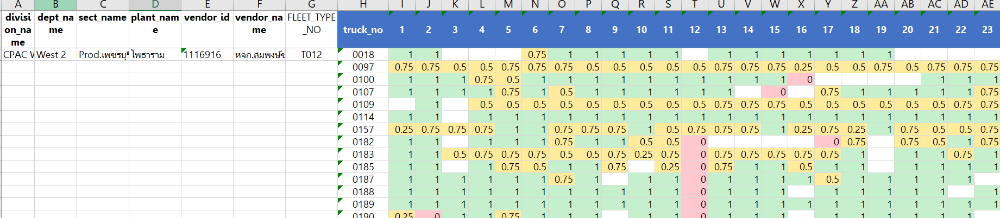 A B C D E F G H I J K L M N O P Q R S T U V W X Y Z AA AB AC AD AE
divisi on_na me dept_na me sect_name plant_nam e vendor_id vendor_na me FLEET_TYPE _NO truck_no 1 2 3 4 5 6 7 8 9 10 11 12 13 14 15 16 17 18 19 20 21 22 23
CPAC W West 2 Prod.เพชรบุรี โพธาราม 1116916 หจก.สมพงษ์ช T012 0018 1 1 0.75 1 1 1 1 1 1 1 1 1 1 1 1
0097 0.75 0.75 0.5 0.5 0.75 0.75 0.75 0.5 0.5 0.5 0.5 0.5 0.75 0.75 0.75 0.25 0.5 0.5 0.75 0.5 0.75 0.75 0.75
0100 1 1 1 0.75 0.5 1 1 1 1 1 1 1 1 1 1 0 1 1 1
0107 1 1 1 1 0.75 1 0.5 1 1 1 1 1 1 0 0.75 1 1 1 1 1 0.75
0109 1 0.5 0.5 0.5 0.5 0.5 0.5 0.5 0.5 0.5 0.75 0.75 0.75 0.5 0.5 0.5 0.5 0.5 0.5 0.75 0.75
0114 1 1 1 1 1 1 1 1 1 1 1 1 1 1 1 1 1 1 1 1 1 1
0157 0.25 0.75 0.75 0.75 1 1 0.75 0.75 0.75 1 0.5 0.75 0.75 0.75 1 0.25 0.75 0.25 1 0.75 0.5 0.5 0.75
0182 1 1 1 1 1 0.75 1 1 0.5 0.5 0 0 0.75 0.75 0.5 1 0.75
0183 1 1 0.5 0.75 0.75 0.75 0.5 0.5 0.75 0.25 0.75 0 0.75 0.75 0.75 0.75 0.75 1 1 1 0.75 1
0185 1 1 1 0.75 0.5 1 1 0.75 0.25 0 0.75 1 1 0.5 1 1 1 1 1 1
0187 1 1 1 1 1 1 0.75 1 1 1 0 1 1 1 1 0.5 1 1 1 1 1
0188 1 1 1 1 1 1 1 1 1 1 1 0 1 1 1 1 1 1 1 1 1
0189 1 1 1 1 1 1 1 1 1 1 1 0 1 1 1 1 1 1 1 1 1 1 1
0190 0.25 0 1 1 0.75 1 1 1 1 1 1 0 1 1 1 1 1 1 1 1 1